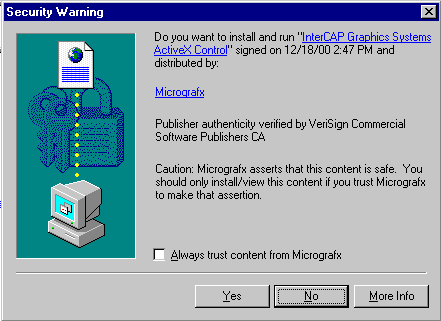 Security Warning
Do you want to install and run "InterCAP Graphics Systems
ActiveX Control" signed on 12/18/00 2:47 PM and
distributed by:
Micrografx
Publisher authenticity verified by VeriSign Commercial
Software Publishers CA
Caution: Micrografx asserts that this content is safe. You
should only install/view this content if you trust Micrografx
to make that assertion.
Always trust content from Micrografx
Yes No More Info